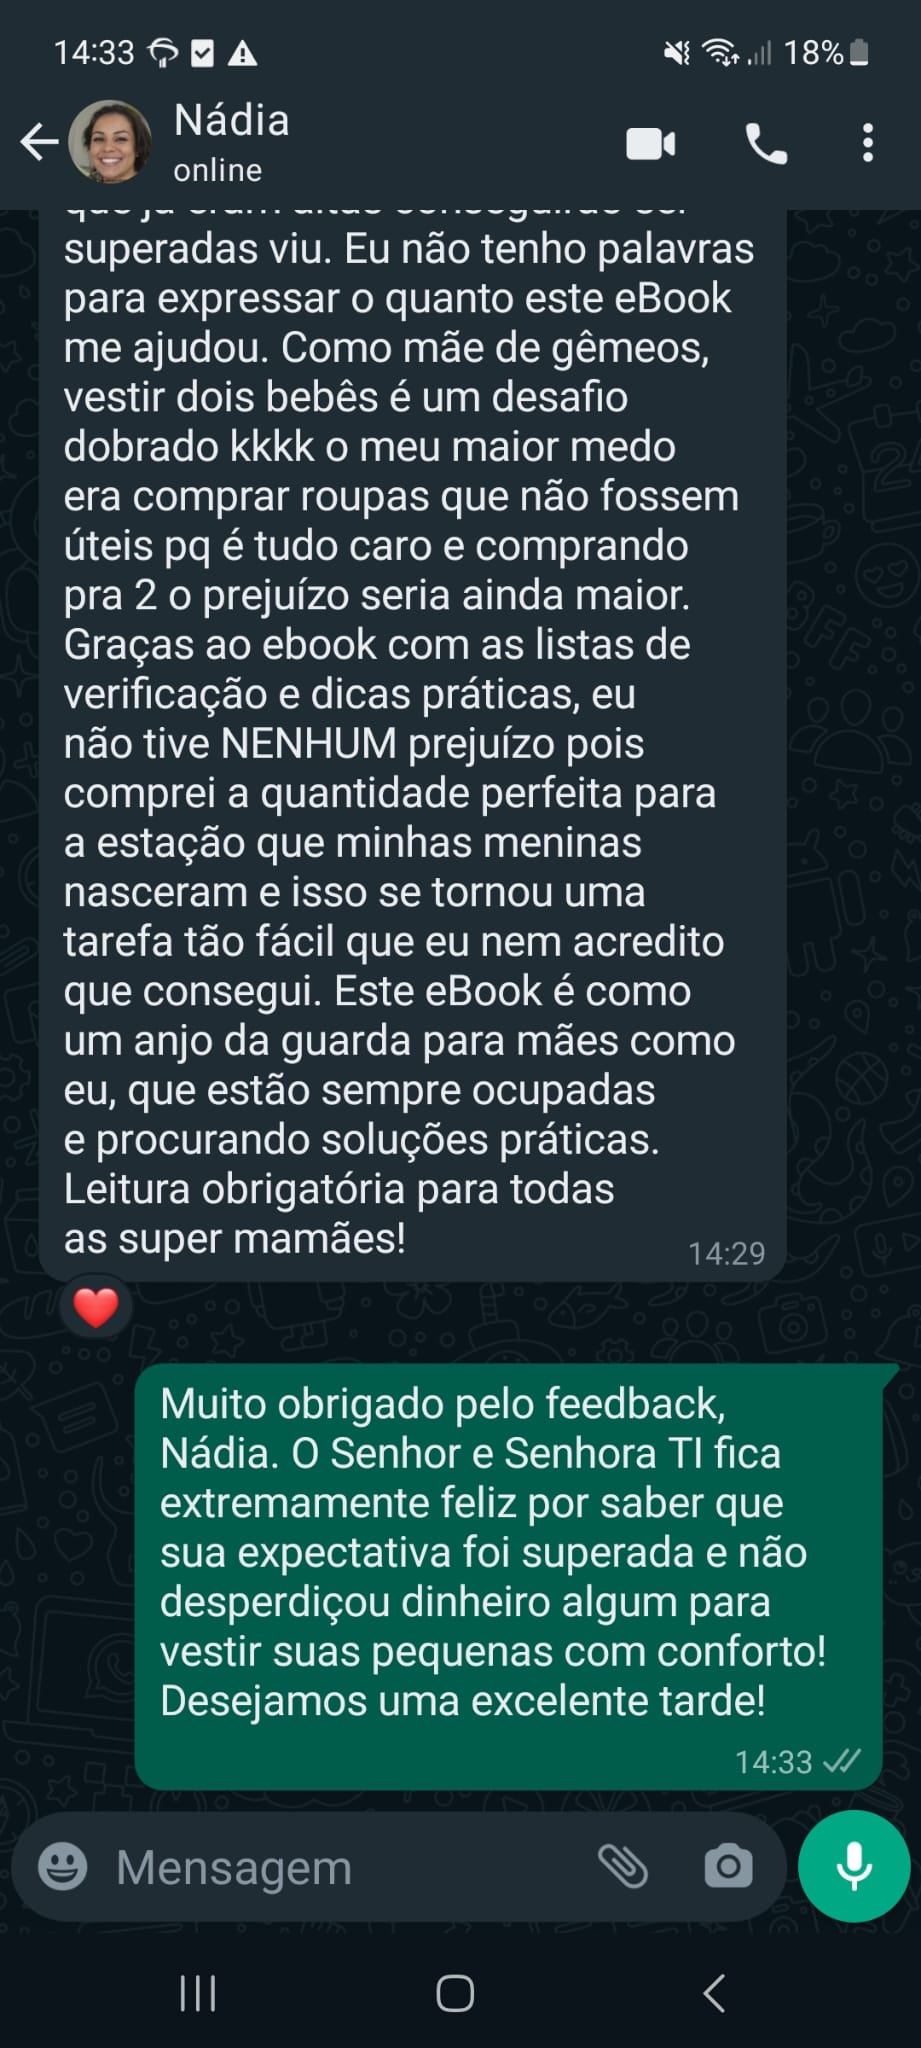 14:33
18%
Nádia
online
superadas viu. Eu não tenho palavras
para expressar o quanto este eBook
me ajudou. Como mãe de gêmeos,
vestir dois bebês é um desafio
dobrado kkkk o meu maior medo
era comprar roupas que não fossem
úteis pq é tudo caro e comprando
pra 2 o prejuízo seria ainda maior.
Graças ao ebook com as listas de
verificação e dicas práticas, eu
não tive NENHUM prejuízo pois
comprei a quantidade perfeita para
a estação que minhas meninas
nasceram e isso se tornou uma
tarefa tão fácil que eu nem acredito
que consegui. Este eBook é como
um anjo da guarda para mães como
eu, que estão sempre ocupadas
e procurando soluções práticas.
Leitura obrigatória para todas
as super mamães!
14:29
Muito obrigado pelo feedback,
Nádia. O Senhor e Senhora TI fica
extremamente feliz por saber que
sua expectativa foi superada e não
desperdiçou dinheiro algum para
vestir suas pequenas com conforto!
Desejamos uma excelente tarde!
14:33
Mensagem